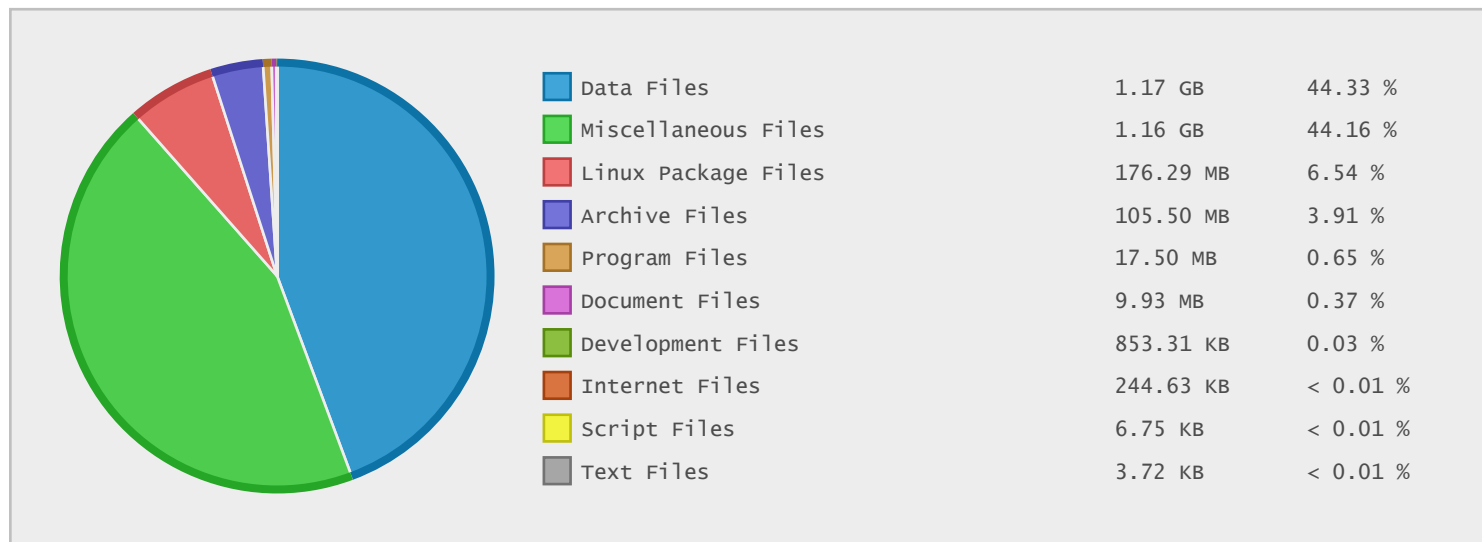 Data Files 1.17 GB 44.33 %
Miscellaneous Files 1.16 GB 44.16 %
Linux Package Files 176.29 MB 6.54 %
Archive Files 105.50 MB 3.91 %
Program Files 17.50 MB 0.65 %
Document Files 9.93 MB 0.37 %
Development Files 853.31 KB 0.03 %
Internet Files 244.63 KB < 0.01 %
Script Files 6.75 KB < 0.01 %
Text Files 3.72 KB < 0.01 %